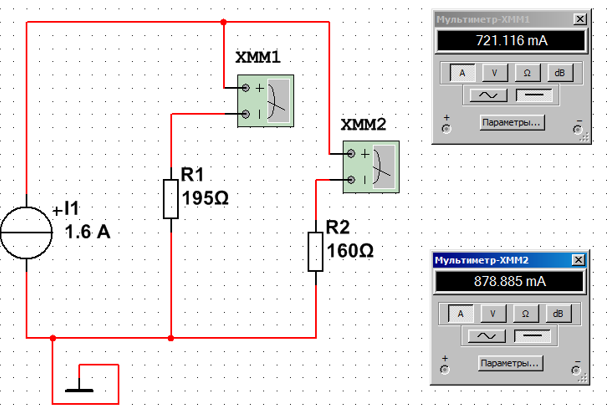 XMM1
+
I
XMM2
+
I
R1
195Ω
+I1
1.6 A
R2
160Ω
Мультиметр-XMM1
721.116 mA
A V Ω dB
Параметры...
+ −
Мультиметр-XMM2
878.885 mA
A V Ω dB
Параметры...
+ −